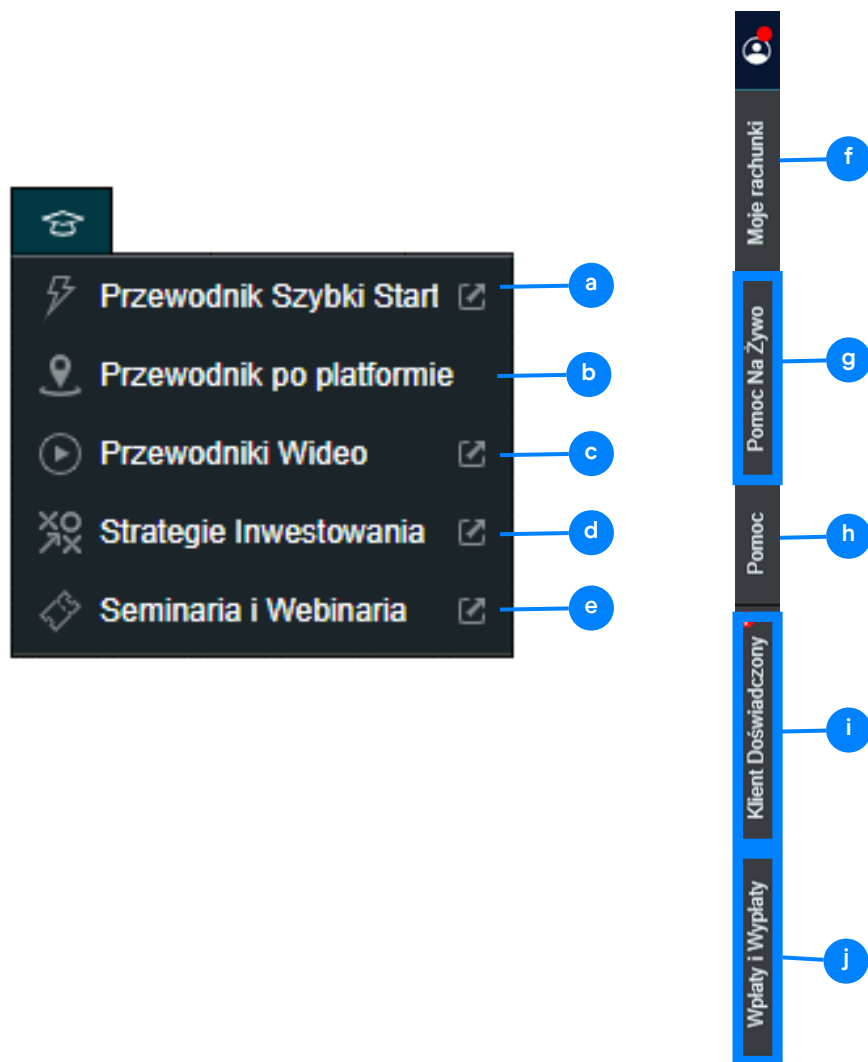 Przewodnik Szybki Start
a
Przewodnik po platformie
b
Przewodniki Wideo
c
Strategie Inwestowania
d
Seminaria i Webinaria
e
Moje rachunki
f
Pomoc Na Żywo
g
Pomoc
h
Klient Doświadczony
i
Wpłaty i Wypłaty
j